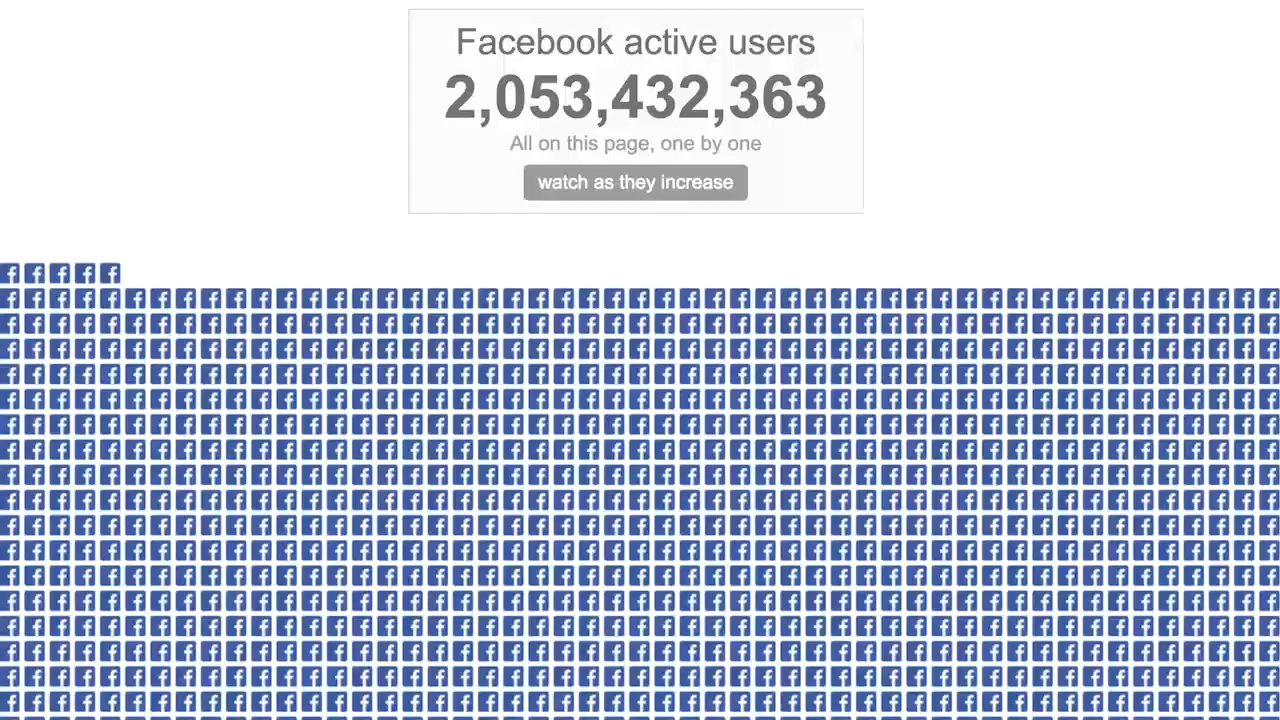 Facebook active users
2,053,432,363
All on this page, one by one
watch as they increase